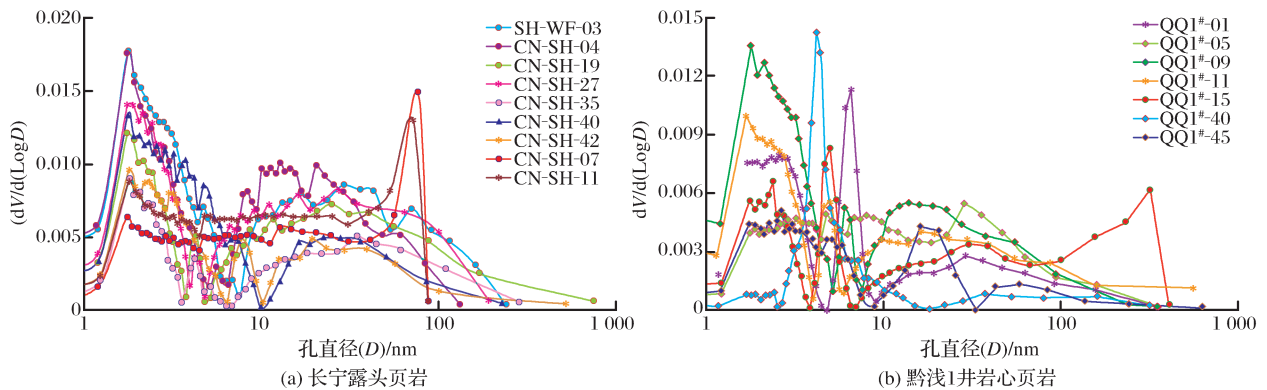 0.020
0.015
0.010
0.005
0
(dV/d(LogD)
1
10
100
1 000
孔直径(D)/nm
SH-WF-03
CN-SH-04
CN-SH-19
CN-SH-27
CN-SH-35
CN-SH-40
CN-SH-42
CN-SH-07
CN-SH-11
(a) 长宁露头页岩
0.015
0.012
0.009
0.006
0.003
0
dV/d(LogD)
1
10
100
1 000
孔直径(D)/nm
QQ1#-01
QQ1#-05
QQ1#-09
QQ1#-11
QQ1#-15
QQ1#-40
QQ1#-45
(b) 黔浅1井岩心页岩